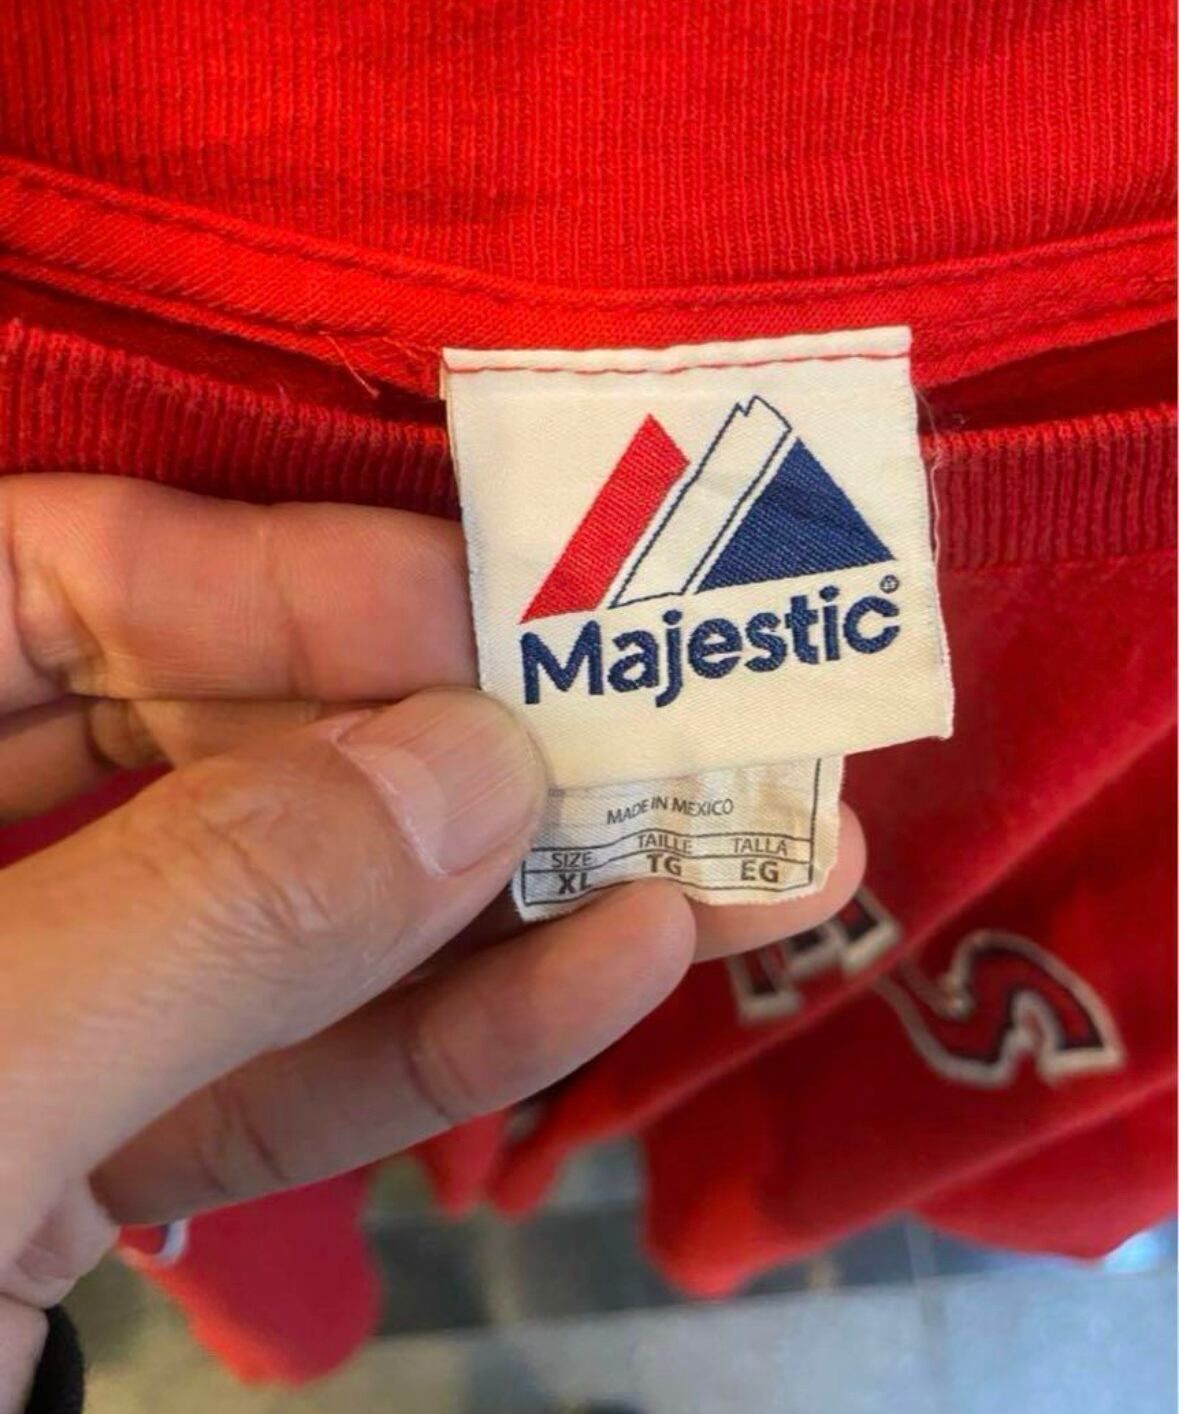 Majestic®
MADE IN MEXICO
SIZE TAILLE TALLA
XL TG EG
S